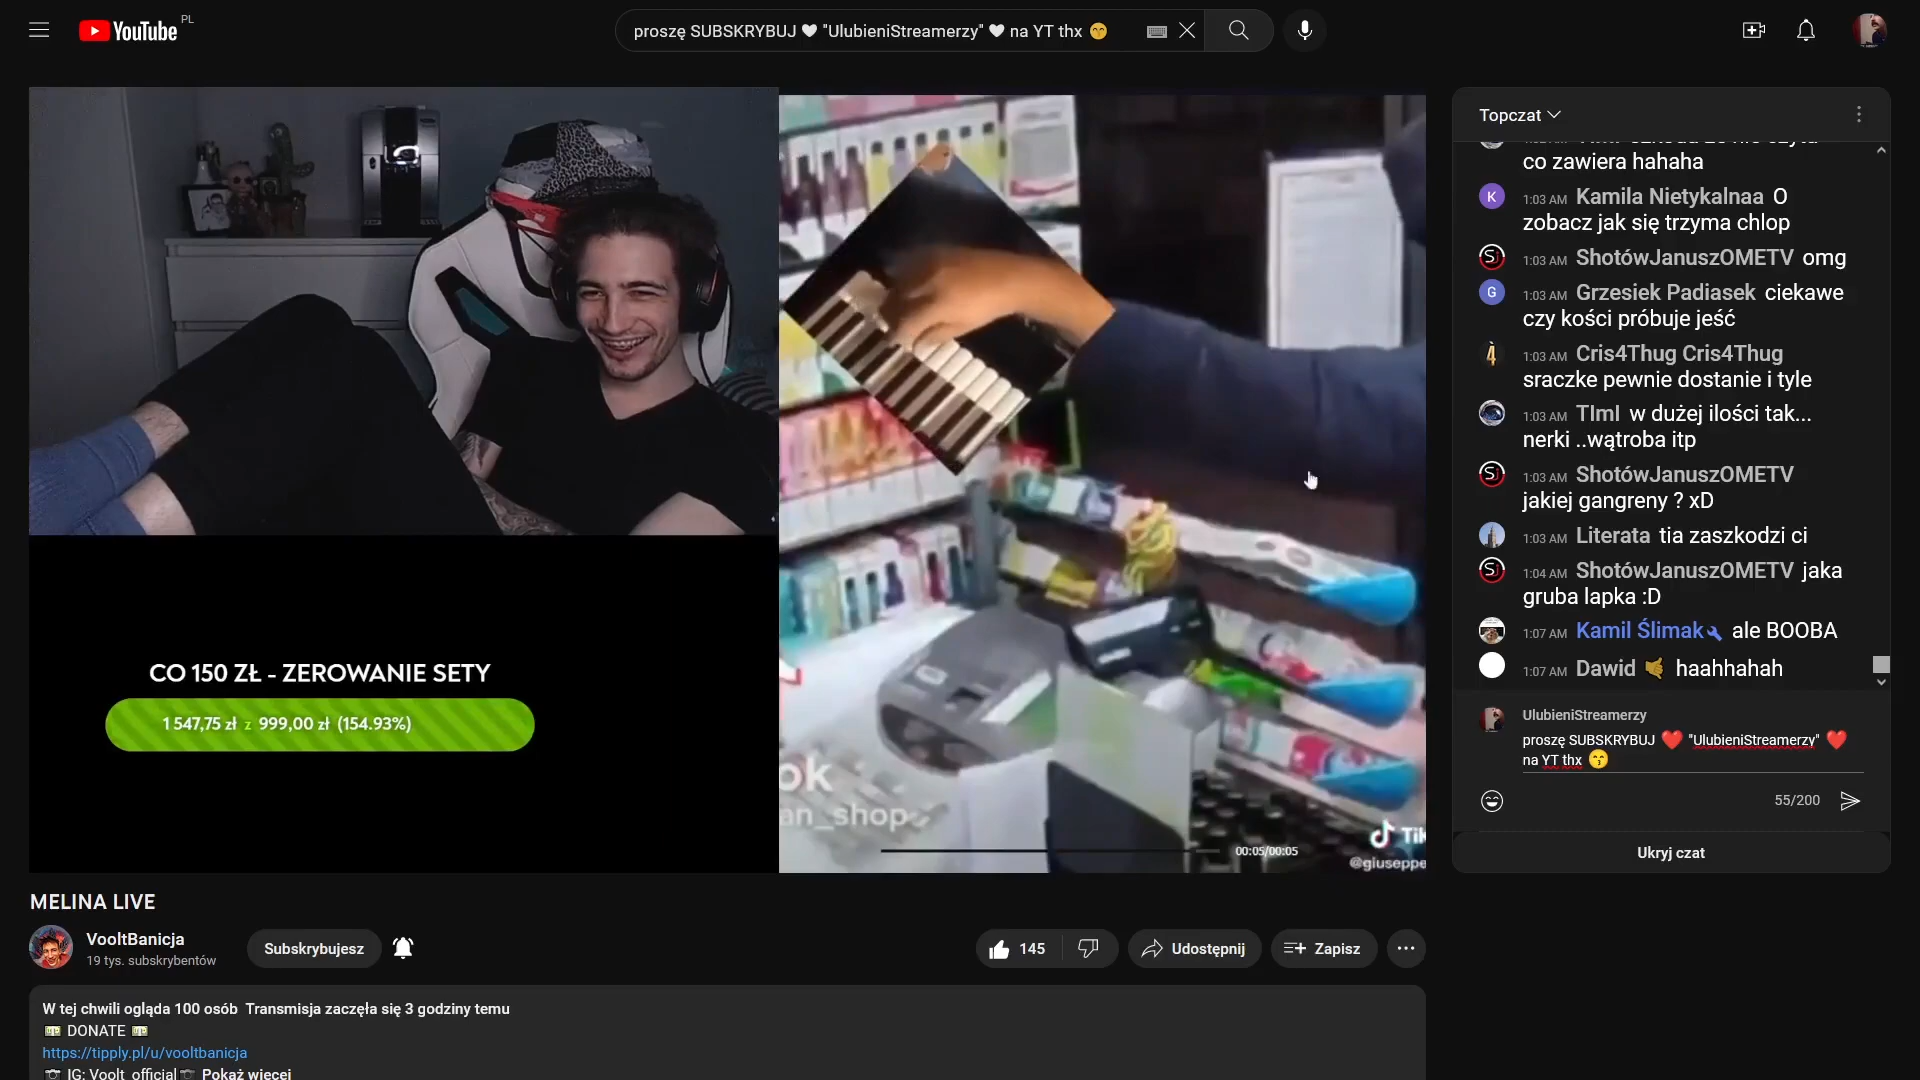 YouTube PL
proszę SUBSKRYBUJ 🤍 "UlubieniStreamerzy" 🤍 na YT thx 😙
CO 150 ZŁ - ZEROWANIE SETY
1 547,75 zł z 999,00 zł (154.93%)
ok
an_shop
00:05/00:05
Tik
@giuseppe
MELINA LIVE
VooltBanicja
19 tys. subskrybentów
Subskrybujesz
145
Udostępnij
Zapisz
W tej chwili ogląda 100 osób Transmisja zaczęła się 3 godziny temu
💵 DONATE 💵
https://tipply.pl/u/vooltbanicja
📷 IG: Voolt_official 📷 Pokaż więcej
Topczat
co zawiera hahaha
K 1:03 AM Kamila Nietykalnaa O
zobacz jak się trzyma chlop
1:03 AM ShotówJanuszOMETV omg
G 1:03 AM Grzesiek Padiasek ciekawe
czy kości próbuje jeść
1:03 AM Cris4Thug Cris4Thug
sraczke pewnie dostanie i tyle
1:03 AM TImI w dużej ilości tak...
nerki ..wątroba itp
1:03 AM ShotówJanuszOMETV
jakiej gangreny ? xD
1:03 AM Literata tia zaszkodzi ci
1:04 AM ShotówJanuszOMETV jaka
gruba lapka :D
1:07 AM Kamil Ślimak ale BOOBA
1:07 AM Dawid 🤙 haahhahah
UlubieniStreamerzy
proszę SUBSKRYBUJ ❤️ "UlubieniStreamerzy" ❤️
na YT thx 😙
55/200
Ukryj czat